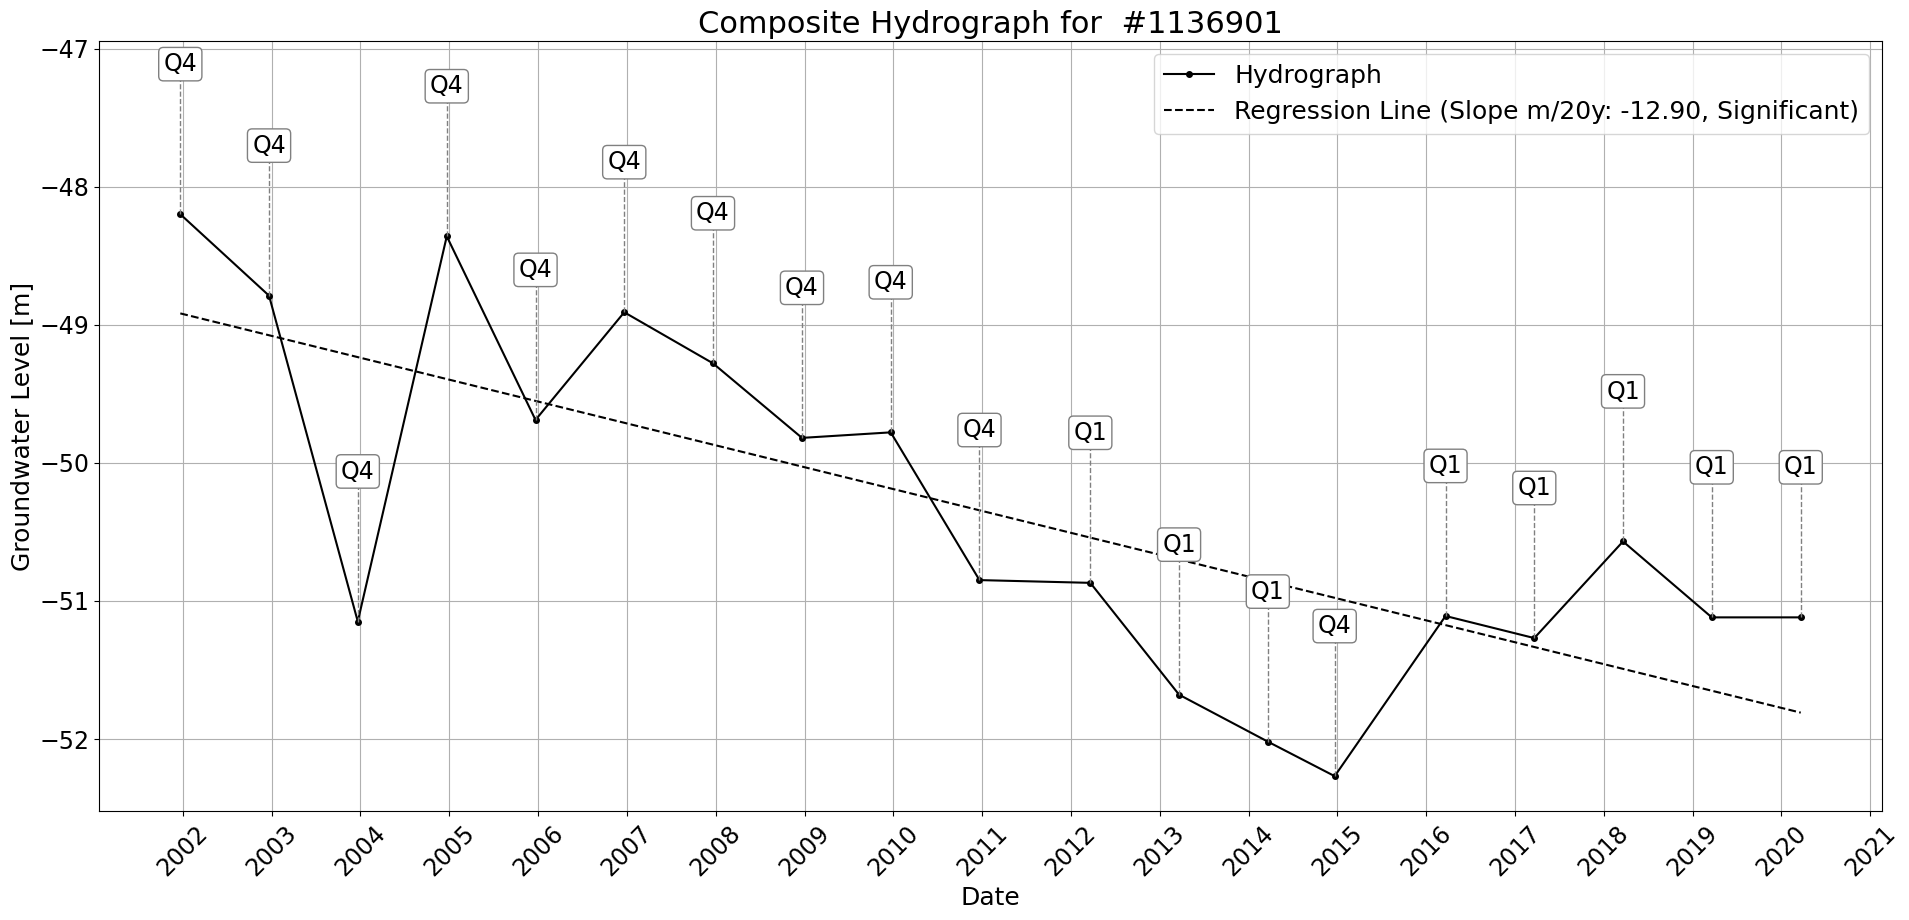 Composite Hydrograph for  #1136901
Hydrograph
Regression Line (Slope m/20y: -12.90, Significant)
Groundwater Level [m]
−47
−48
−49
−50
−51
−52
Q4
Q4
Q4
Q4
Q4
Q4
Q4
Q4
Q4
Q4
Q1
Q1
Q1
Q4
Q1
Q1
Q1
Q1
Q1
2002
2003
2004
2005
2006
2007
2008
2009
2010
2011
2012
2013
2014
2015
2016
2017
2018
2019
2020
2021
Date